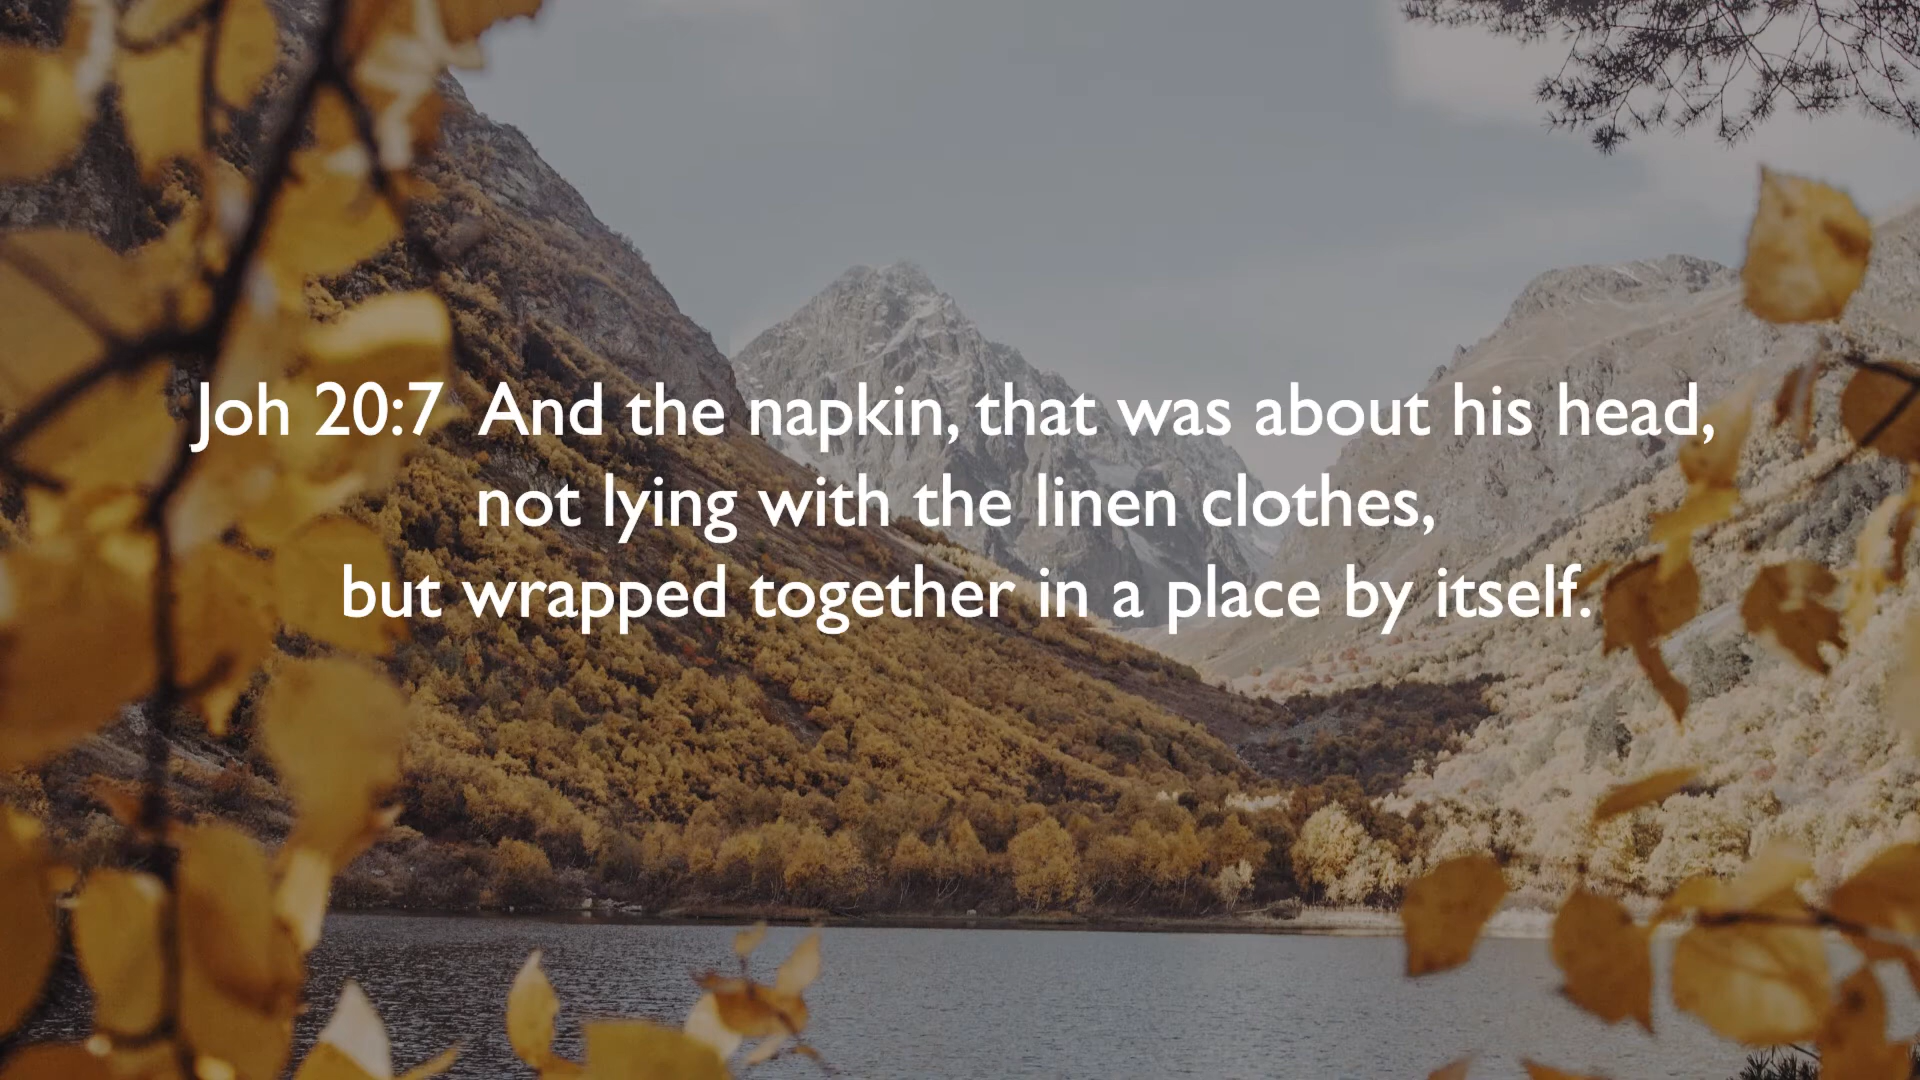 Joh 20:7  And the napkin, that was about his head,
not lying with the linen clothes,
but wrapped together in a place by itself.